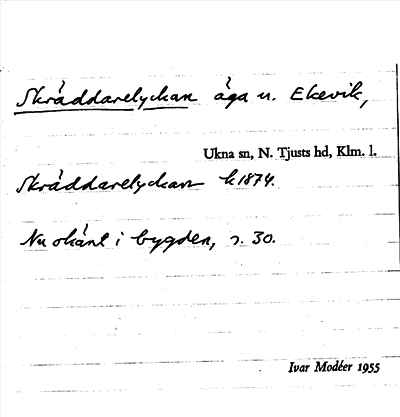 Skräddarelyckan äga u. Ekevik,
Ukna sn, N. Tjusts hd, Klm. l.
Skräddarelyckan k 1874.
Nu okänt i bygden, s. 30.
Ivar Modéer 1955